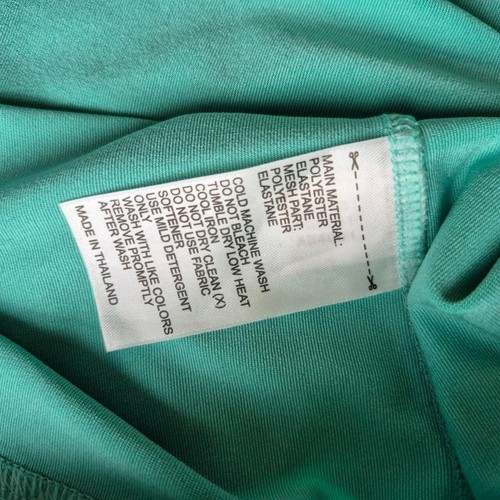 MAIN MATERIAL:
POLYESTER
ELASTANE
MESH PART:
POLYESTER
ELASTANE
COLD MACHINE WASH
DO NOT BLEACH
TUMBLE DRY LOW HEAT
COOL IRON
DO NOT DRY CLEAN (X)
DO NOT USE FABRIC
SOFTENER
USE MILD DETERGENT
ONLY
WASH WITH LIKE COLORS
REMOVE PROMPTLY
AFTER WASH
MADE IN THAILAND